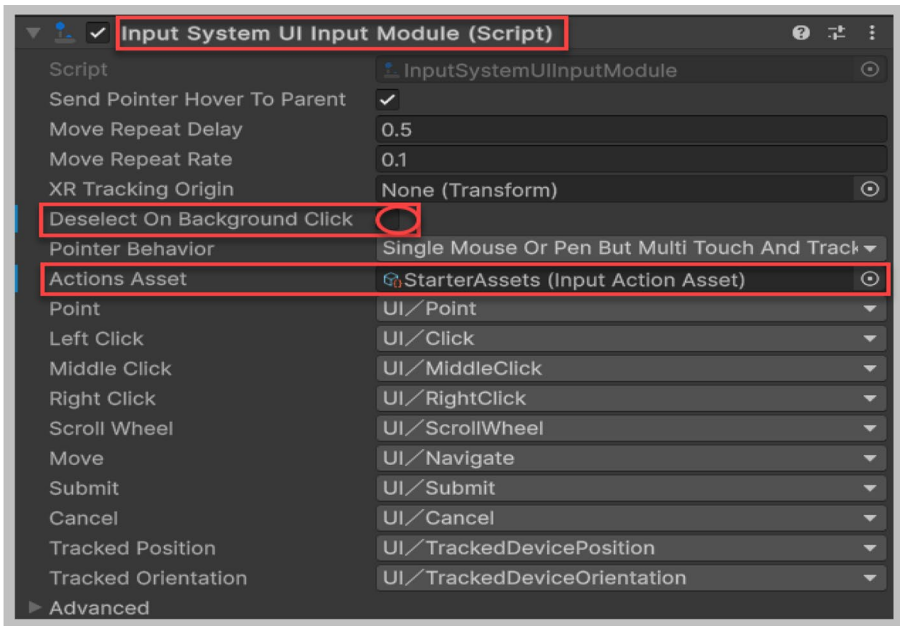 Input System UI Input Module (Script)
Script InputSystemUIInputModule
Send Pointer Hover To Parent
Move Repeat Delay 0.5
Move Repeat Rate 0.1
XR Tracking Origin None (Transform)
Deselect On Background Click
Pointer Behavior Single Mouse Or Pen But Multi Touch And Track
Actions Asset StarterAssets (Input Action Asset)
Point UI/Point
Left Click UI/Click
Middle Click UI/MiddleClick
Right Click UI/RightClick
Scroll Wheel UI/ScrollWheel
Move UI/Navigate
Submit UI/Submit
Cancel UI/Cancel
Tracked Position UI/TrackedDevicePosition
Tracked Orientation UI/TrackedDeviceOrientation
Advanced